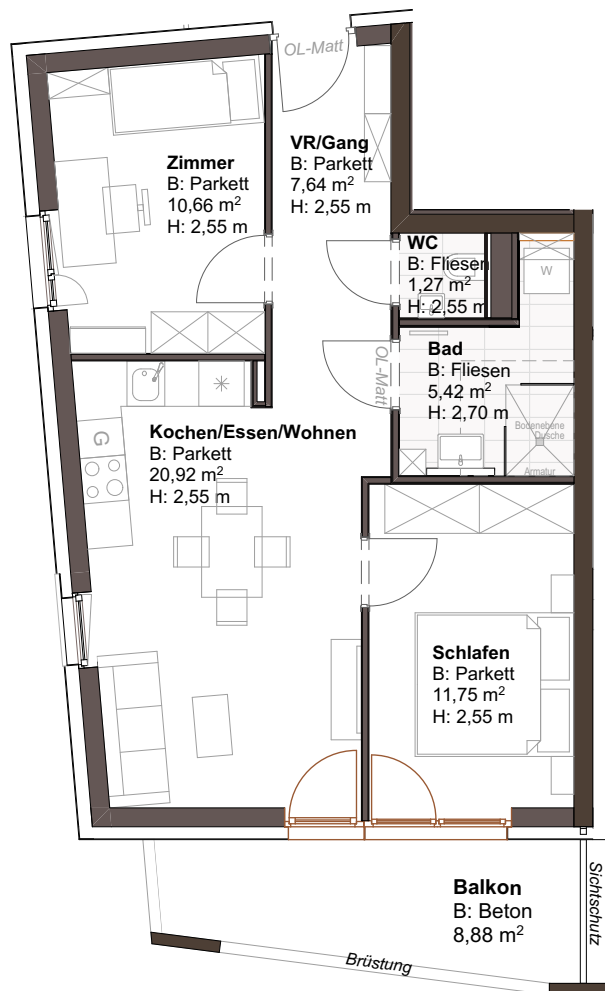 OL-Matt
VR/Gang
B: Parkett
7,64 m²
H: 2,55 m
Zimmer
B: Parkett
10,66 m²
H: 2,55 m
WC
B: Fliesen
1,27 m²
H: 2,55 m
W
OL-Matt
Bad
B: Fliesen
5,42 m²
H: 2,70 m
Bodenebene
Dusche
Armatur
G
Kochen/Essen/Wohnen
B: Parkett
20,92 m²
H: 2,55 m
Schlafen
B: Parkett
11,75 m²
H: 2,55 m
Balkon
B: Beton
8,88 m²
Sichtschutz
Brüstung